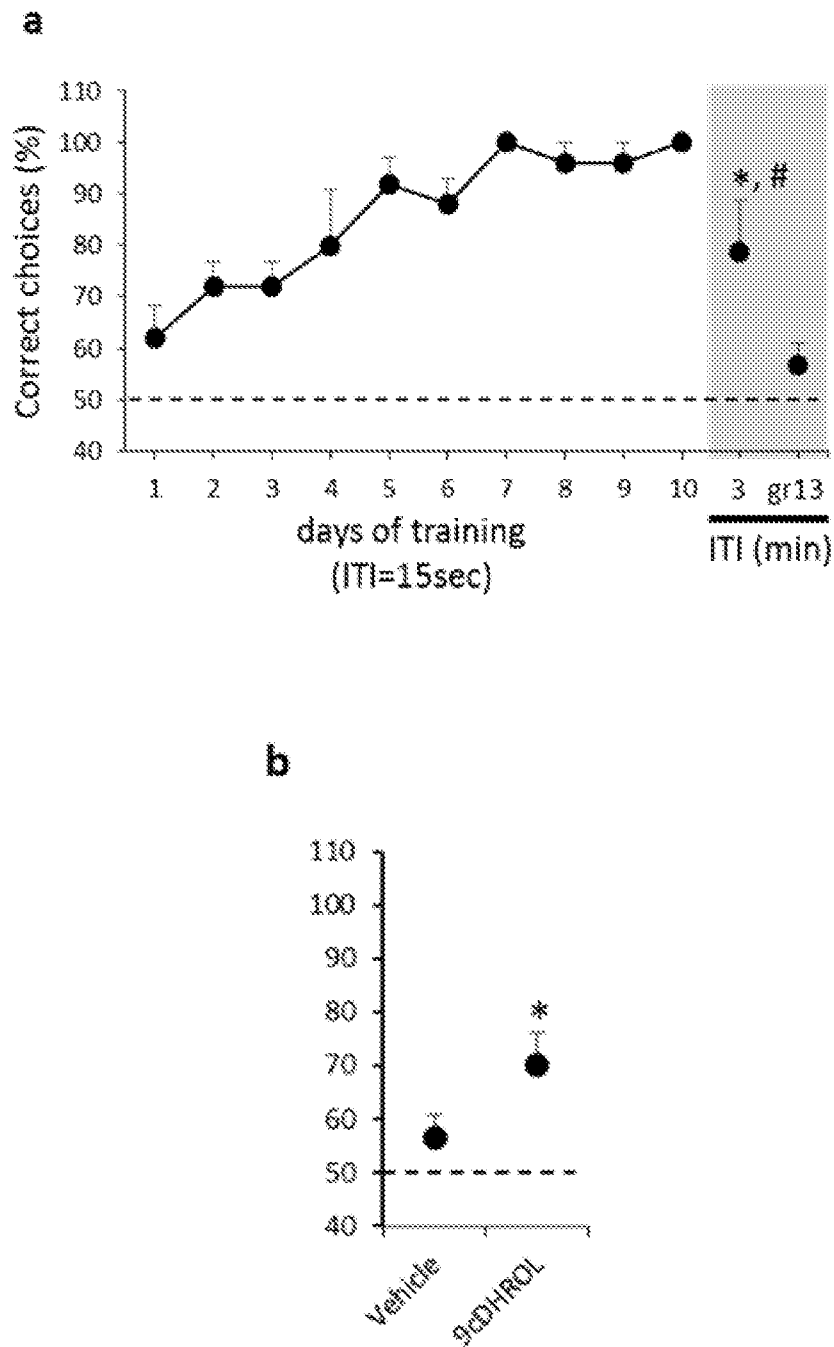 a
Correct choices (%)
110
100
90
80
70
60
50
40
*, #
1 2 3 4 5 6 7 8 9 10 3 gr13
days of training
(ITI=15sec)
ITI (min)
b
110
100
90
80
70
60
50
40
*
Vehicle
9cDHROL